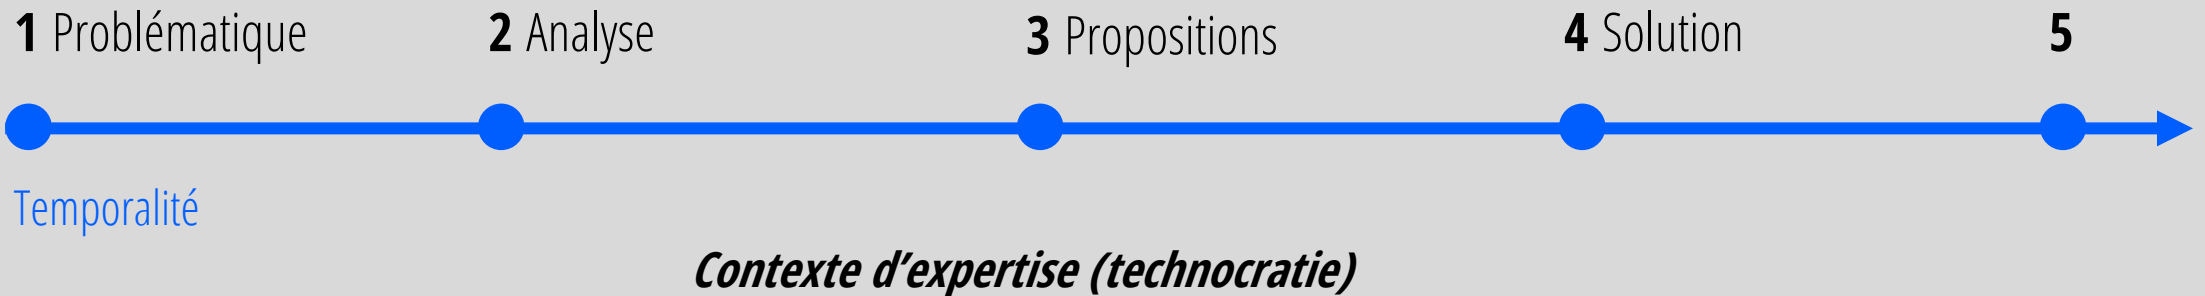 1 Problématique 2 Analyse 3 Propositions 4 Solution 5
Temporalité
Contexte d’expertise (technocratie)